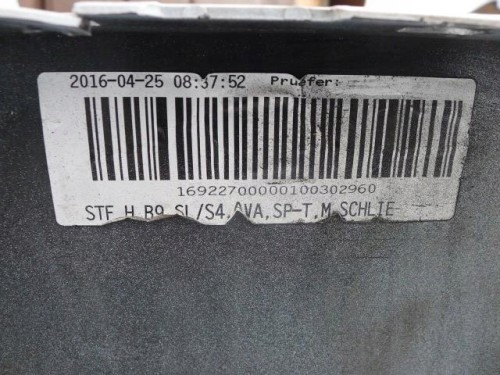 2016-04-25 08:37:52 Pruefer:
16922700000100302960
STF H B9 SL/S4,AVA,SP-T,M SCHLIE